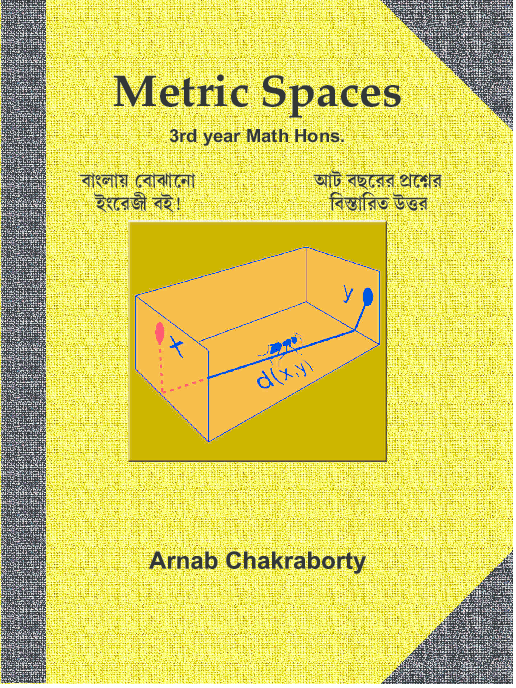 Metric Spaces
3rd year Math Hons.
বাংলায় বোঝানো
ইংরেজী বই!
আট বছরের প্রশ্নের
বিস্তারিত উত্তর
x
y
d(x,y)
Arnab Chakraborty